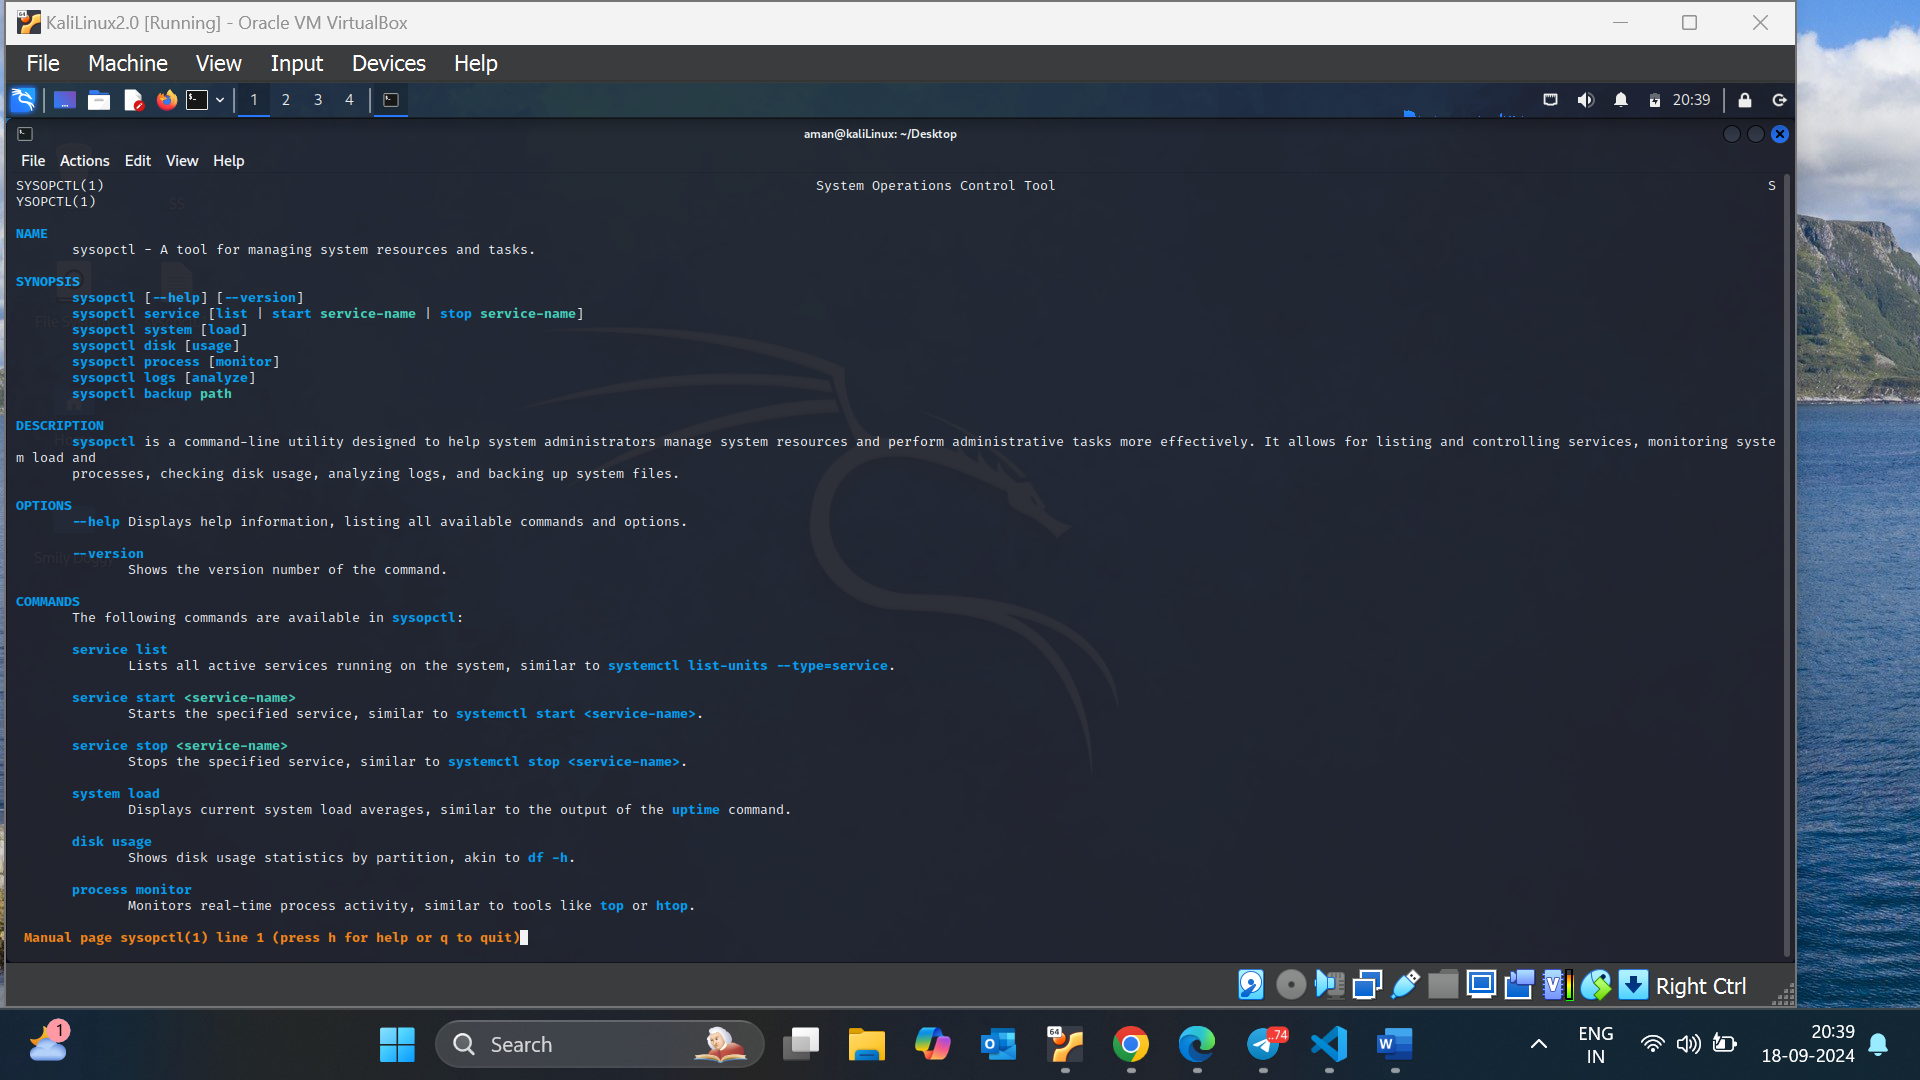 KaliLinux2.0 [Running] - Oracle VM VirtualBox
File Machine View Input Devices Help
1 2 3 4 20:39
aman@kaliLinux: ~/Desktop
File Actions Edit View Help
SYSOPCTL(1) System Operations Control Tool S
YSOPCTL(1)
NAME
sysopctl - A tool for managing system resources and tasks.
SYNOPSIS
sysopctl [--help] [--version]
sysopctl service [list | start service-name | stop service-name]
sysopctl system [load]
sysopctl disk [usage]
sysopctl process [monitor]
sysopctl logs [analyze]
sysopctl backup path
DESCRIPTION
sysopctl is a command-line utility designed to help system administrators manage system resources and perform administrative tasks more effectively. It allows for listing and controlling services, monitoring syste
m load and
processes, checking disk usage, analyzing logs, and backing up system files.
OPTIONS
--help Displays help information, listing all available commands and options.
--version
Shows the version number of the command.
COMMANDS
The following commands are available in sysopctl:
service list
Lists all active services running on the system, similar to systemctl list-units --type=service.
service start <service-name>
Starts the specified service, similar to systemctl start <service-name>.
service stop <service-name>
Stops the specified service, similar to systemctl stop <service-name>.
system load
Displays current system load averages, similar to the output of the uptime command.
disk usage
Shows disk usage statistics by partition, akin to df -h.
process monitor
Monitors real-time process activity, similar to tools like top or htop.
Manual page sysopctl(1) line 1 (press h for help or q to quit)
Right Ctrl
1
Search
64
..74
ENG
IN
20:39
18-09-2024